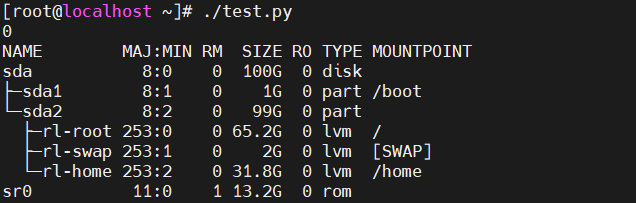 [root@localhost ~]# ./test.py
0
NAME        MAJ:MIN RM  SIZE RO TYPE MOUNTPOINT
sda           8:0    0  100G  0 disk
├─sda1        8:1    0    1G  0 part /boot
└─sda2        8:2    0   99G  0 part
  ├─rl-root 253:0    0 65.2G  0 lvm  /
  ├─rl-swap 253:1    0    2G  0 lvm  [SWAP]
  └─rl-home 253:2    0 31.8G  0 lvm  /home
sr0          11:0    1 13.2G  0 rom